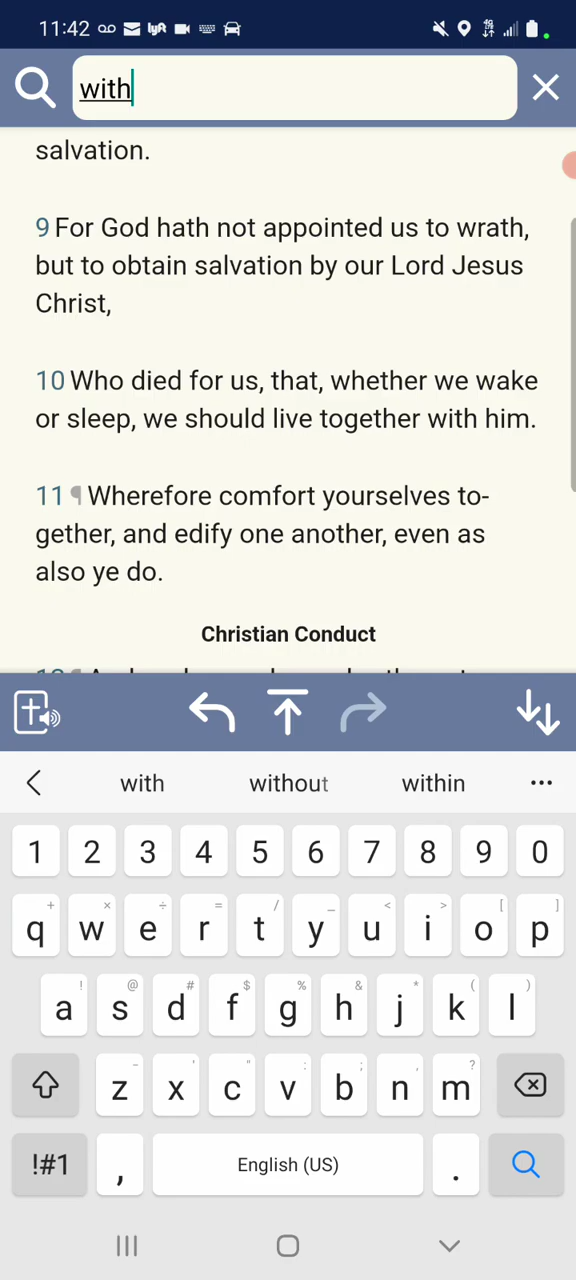 11:42
lyft
4G
with
salvation.
9 For God hath not appointed us to wrath,
but to obtain salvation by our Lord Jesus
Christ,
10 Who died for us, that, whether we wake
or sleep, we should live together with him.
11 ¶ Wherefore comfort yourselves to-
gether, and edify one another, even as
also ye do.
Christian Conduct
with without within ...
1 2 3 4 5 6 7 8 9 0
+ × ÷ = / _ < > [ ]
q w e r t y u i o p
! @ # $ % & * ( )
a s d f g h j k l
- ' " : ; , ?
z x c v b n m
!#1 , English (US) .